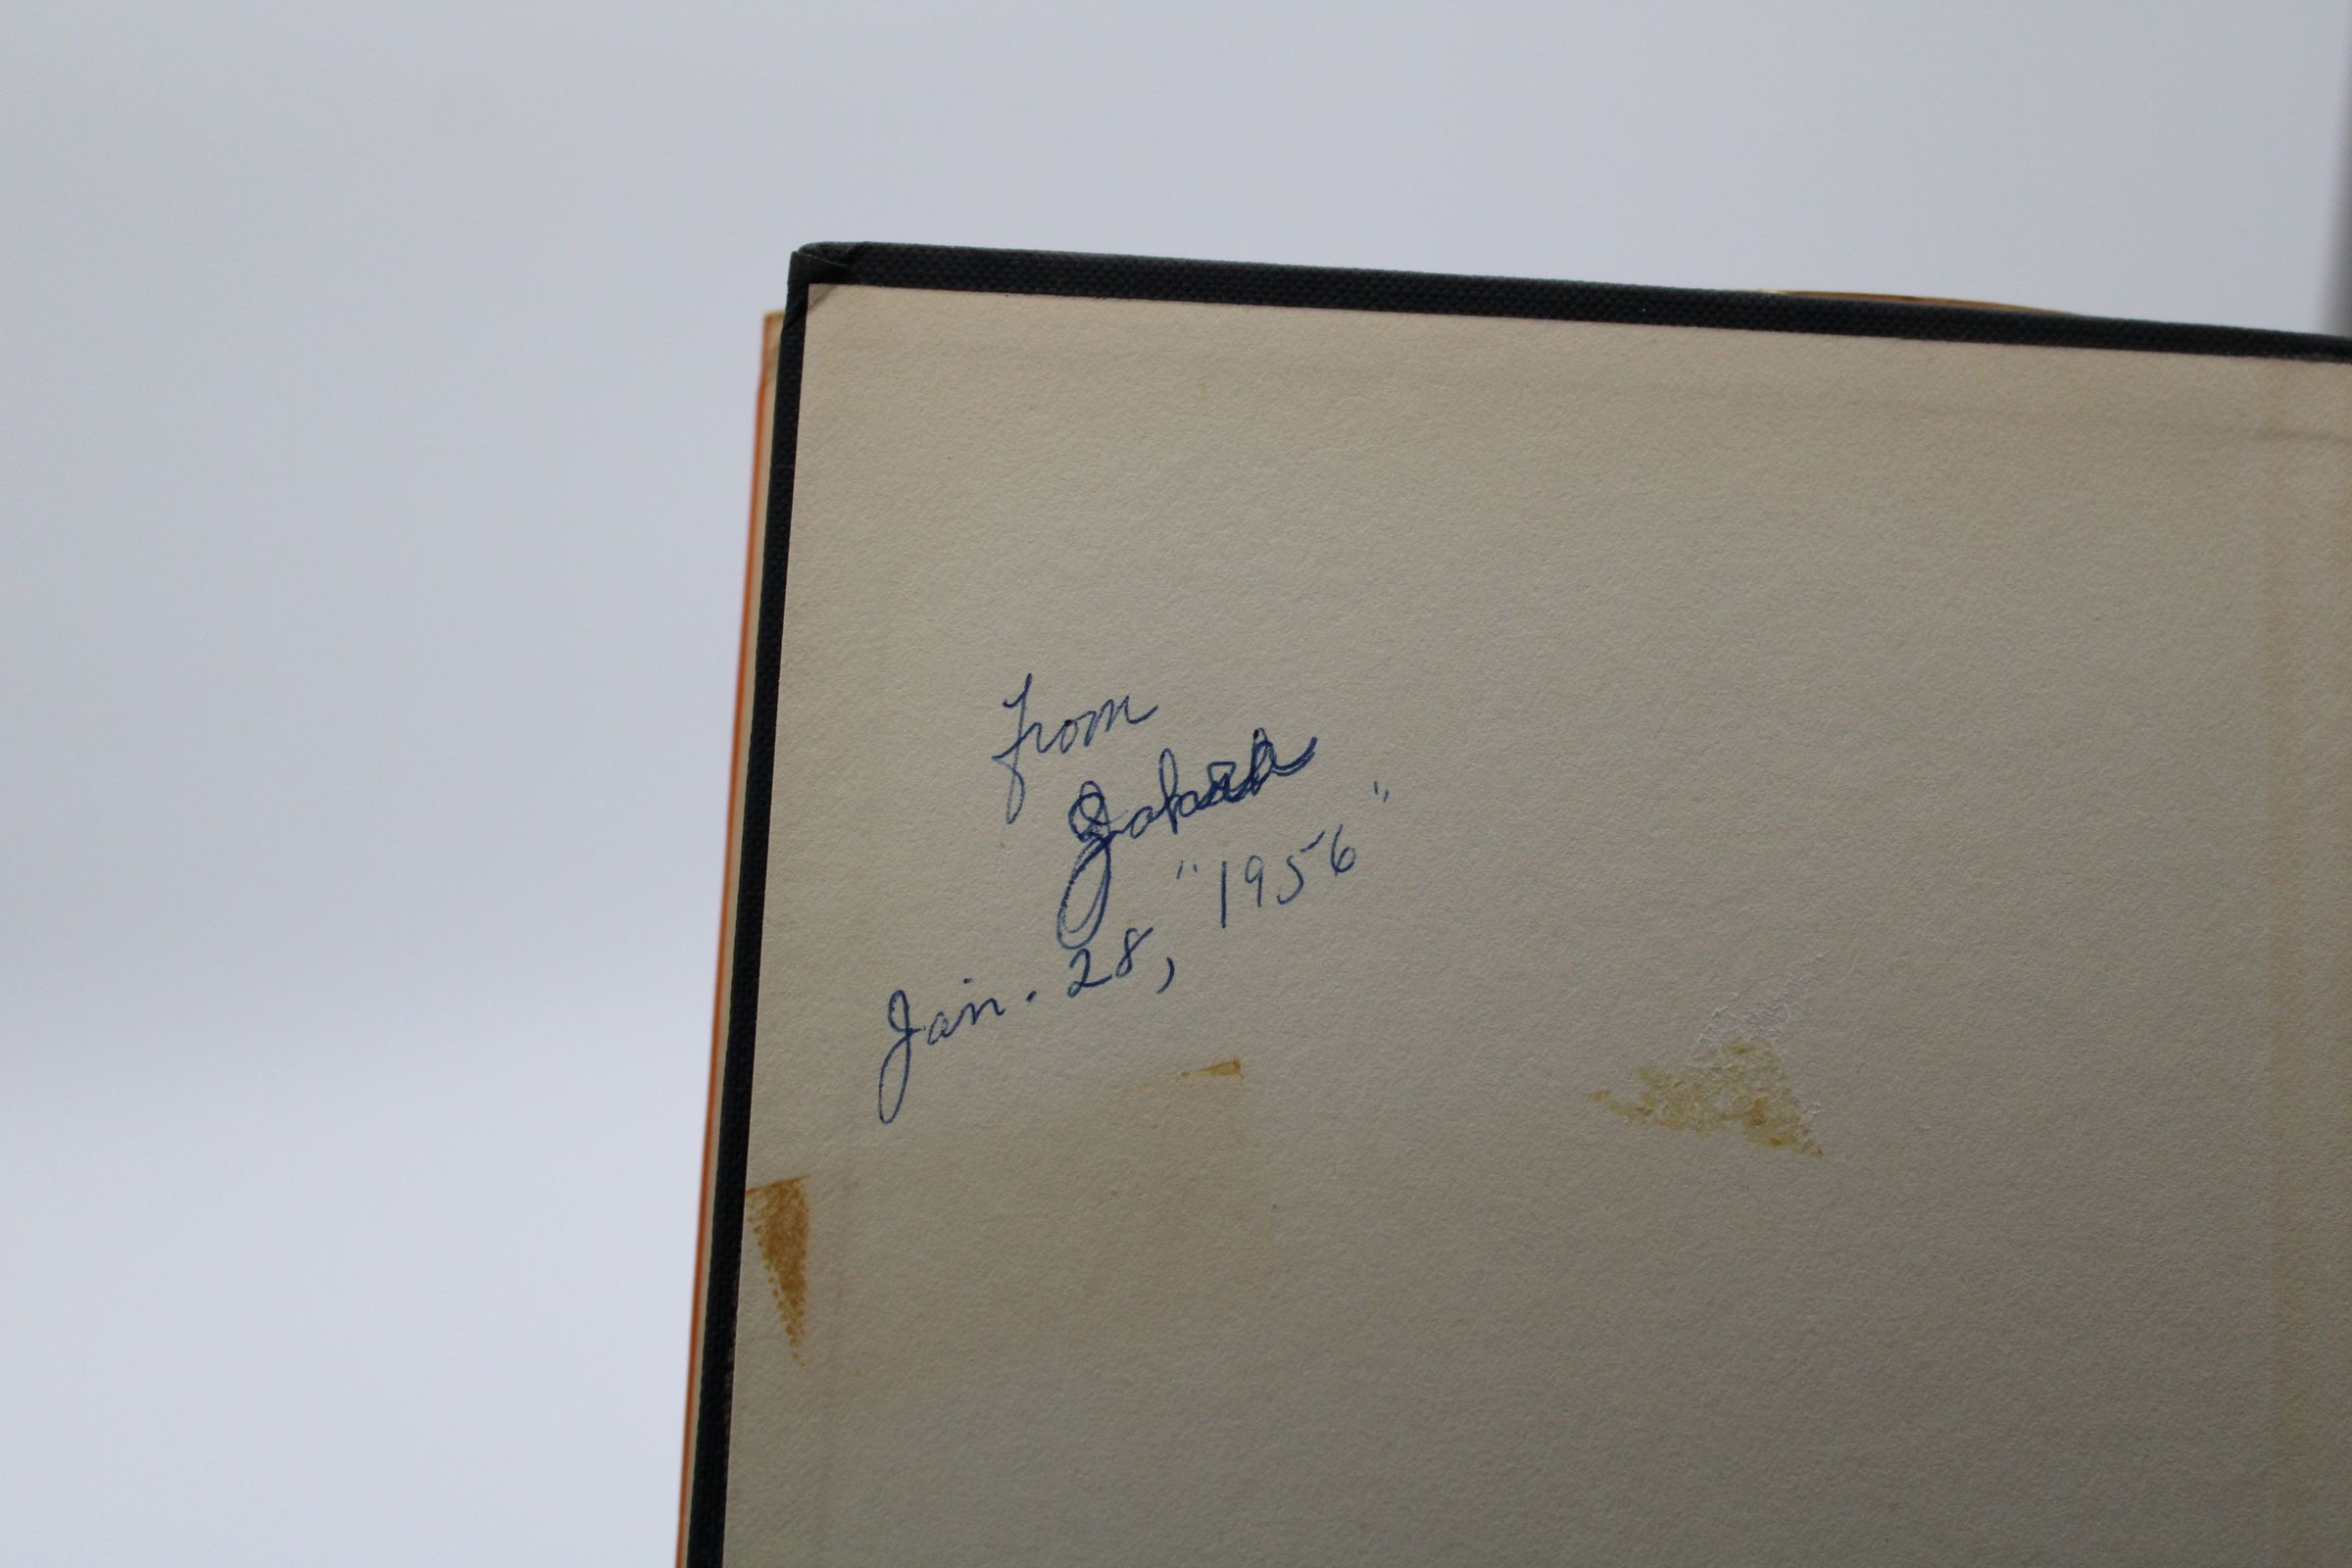 from
"1956"
Jan. 28,